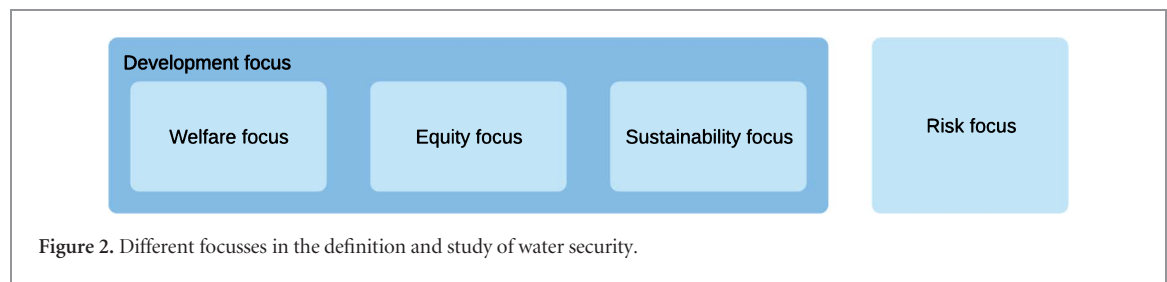 Development focus
Welfare focus
Equity focus
Sustainability focus
Risk focus
Figure 2. Different focusses in the definition and study of water security.